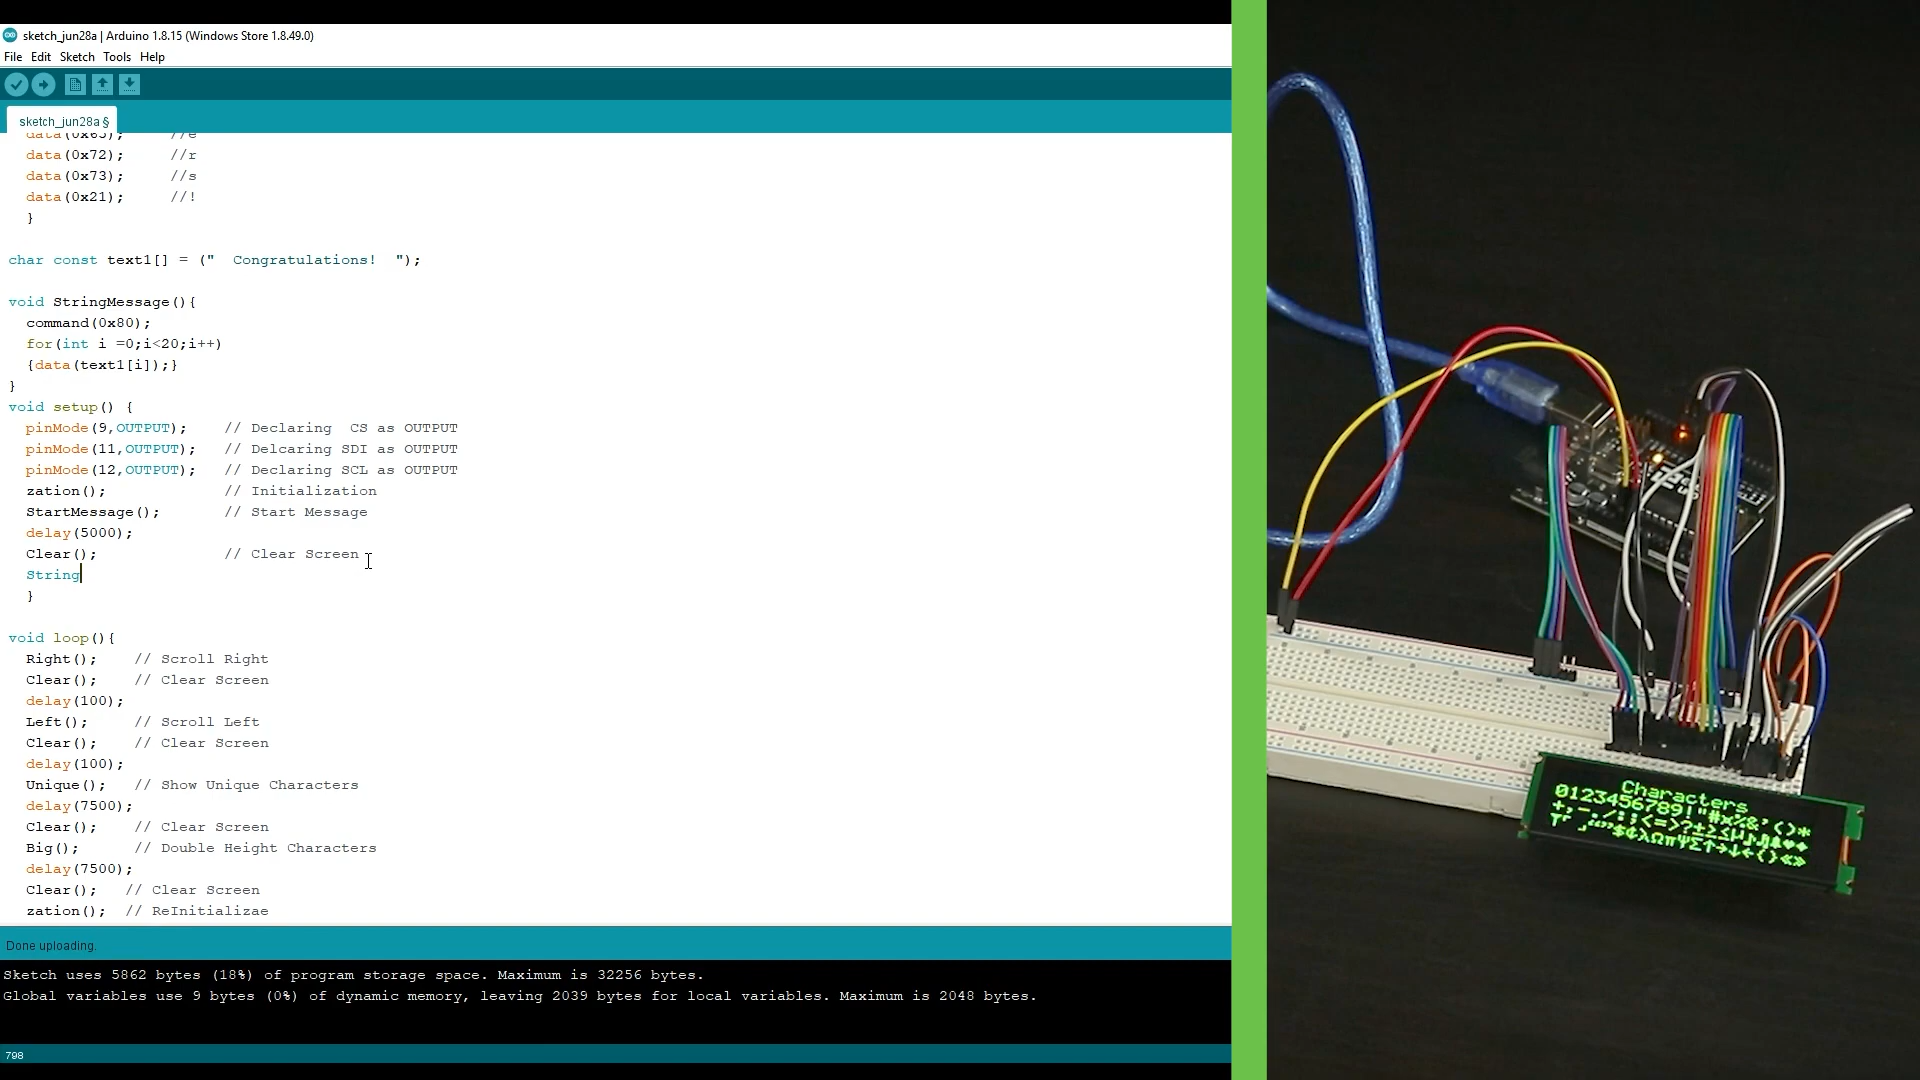 sketch_jun28a | Arduino 1.8.15 (Windows Store 1.8.49.0)
File Edit Sketch Tools Help
sketch_jun28a §
data(0x65); //e
data(0x72); //r
data(0x73); //s
data(0x21); //!
}
char const text1[] = ("  Congratulations!  ");
void StringMessage(){
command(0x80);
for(int i =0;i<20;i++)
{data(text1[i]);}
}
void setup() {
pinMode(9,OUTPUT); // Declaring  CS as OUTPUT
pinMode(11,OUTPUT); // Delcaring SDI as OUTPUT
pinMode(12,OUTPUT); // Declaring SCL as OUTPUT
zation(); // Initialization
StartMessage(); // Start Message
delay(5000);
Clear(); // Clear Screen
String
}
void loop(){
Right(); // Scroll Right
Clear(); // Clear Screen
delay(100);
Left(); // Scroll Left
Clear(); // Clear Screen
delay(100);
Unique(); // Show Unique Characters
delay(7500);
Clear(); // Clear Screen
Big(); // Double Height Characters
delay(7500);
Clear(); // Clear Screen
zation(); // ReInitializae
Done uploading.
Sketch uses 5862 bytes (18%) of program storage space. Maximum is 32256 bytes.
Global variables use 9 bytes (0%) of dynamic memory, leaving 2039 bytes for local variables. Maximum is 2048 bytes.
798
Characters
0123456789!"#¤%&'()*